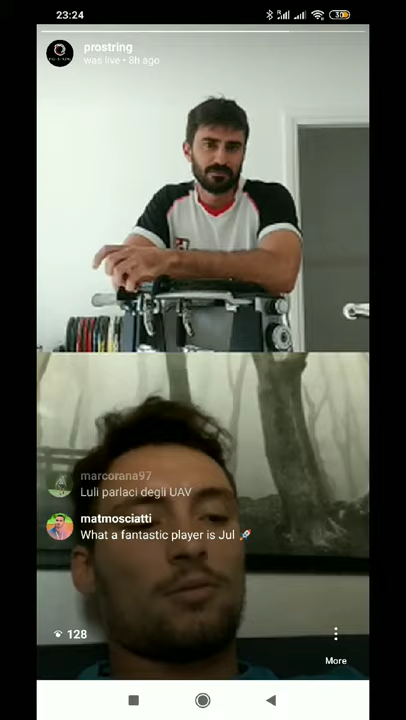 23:24
30
prostring
was live • 8h ago
marcorana97
Luli parlaci degli UAV
matmosciatti
What a fantastic player is Jul 🚀
128
More